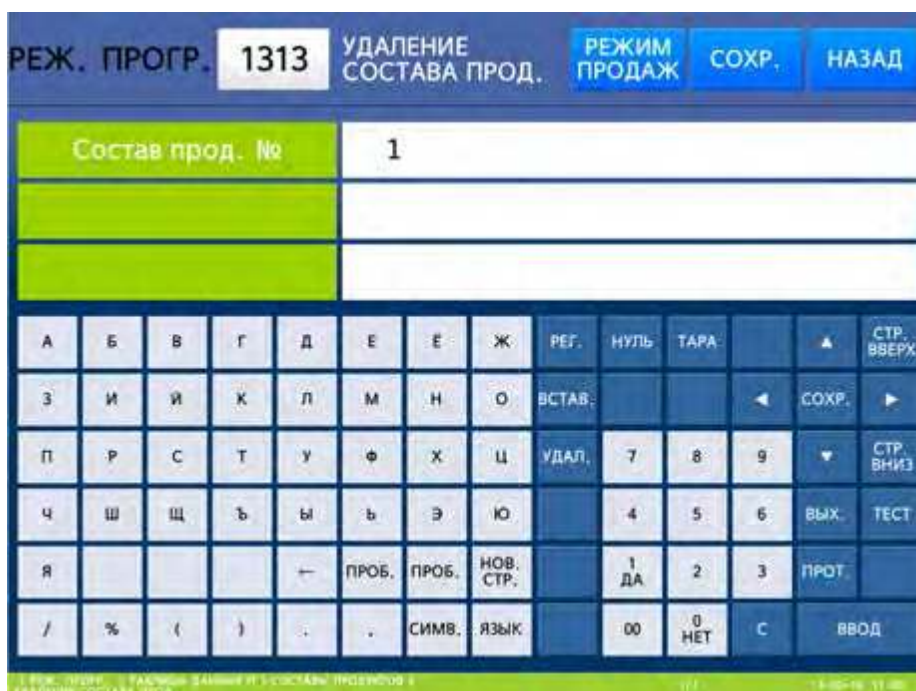 РЕЖ. ПРОГР. 1313 УДАЛЕНИЕ СОСТАВА ПРОД. РЕЖИМ ПРОДАЖ СОХР. НАЗАД
Состав прод. № 1
А Б В Г Д Е Ё Ж РЕГ. НУЛЬ ТАРА ▲ СТР. ВВЕРХ
З И Й К Л М Н О ВСТАВ. ◀ СОХР. ▶
П Р С Т У Ф Х Ц УДАЛ. 7 8 9 ▼ СТР. ВНИЗ
Ч Ш Щ Ъ Ы Ь Э Ю 4 5 6 ВЫХ. ТЕСТ
Я ← ПРОБ. ПРОБ. НОВ. СТР. 1 ДА 2 3 ПРОТ.
/ % ( ) . СИМВ. ЯЗЫК 00 0 НЕТ С ВВОД